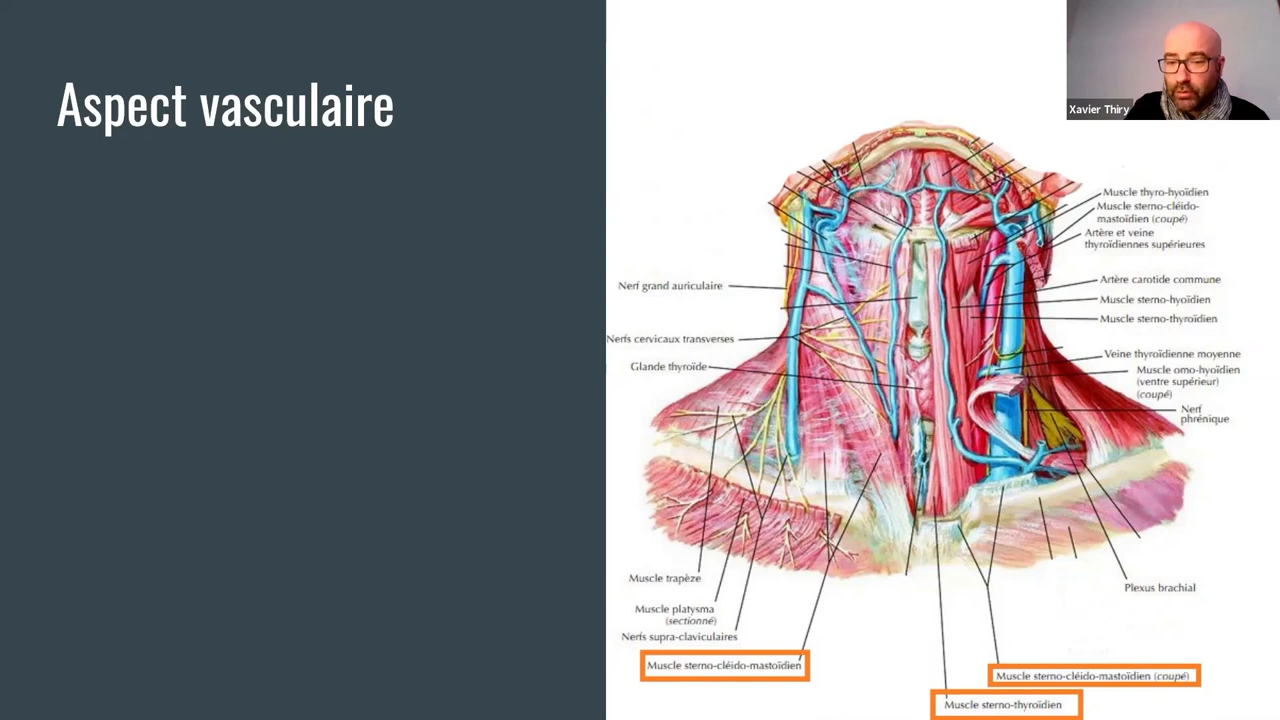 Aspect vasculaire
Xavier Thiry
Muscle thyro-hyoïdien
Muscle sterno-cléido-
mastoïdien (coupé)
Artère et veine
thyroïdiennes supérieures
Artère carotide commune
Muscle sterno-hyoïdien
Muscle sterno-thyroïdien
Veine thyroïdienne moyenne
Muscle omo-hyoïdien
(ventre supérieur)
(coupé)
Nerf
phrénique
Plexus brachial
Nerf grand auriculaire
Nerfs cervicaux transverses
Glande thyroïde
Muscle trapèze
Muscle platysma
(sectionné)
Nerfs supra-claviculaires
Muscle sterno-cléido-mastoïdien
Muscle sterno-cléido-mastoïdien (coupé)
Muscle sterno-thyroïdien